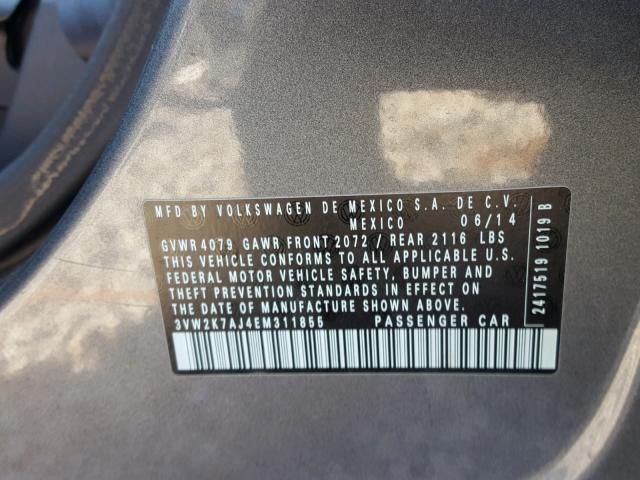 MFD BY VOLKSWAGEN DE MEXICO S.A. DE C.V.
MEXICO 06/14
GVWR 4079 GAWR FRONT2072 / REAR 2116 LBS
THIS VEHICLE CONFORMS TO ALL APPLICABLE U.S.
FEDERAL MOTOR VEHICLE SAFETY, BUMPER AND
THEFT PREVENTION STANDARDS IN EFFECT ON
THE DATE OF MANUFACTURE SHOWN ABOVE.
3VW2K7AJ4EM311855 PASSENGER CAR
2417519 1019 B